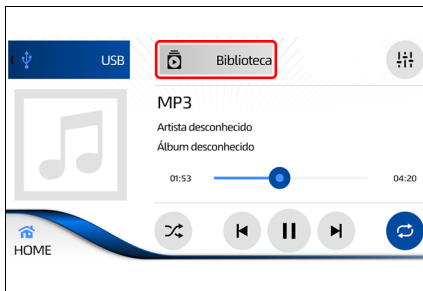 USB
Biblioteca
MP3
Artista desconhecido
Álbum desconhecido
01:53
04:20
HOME